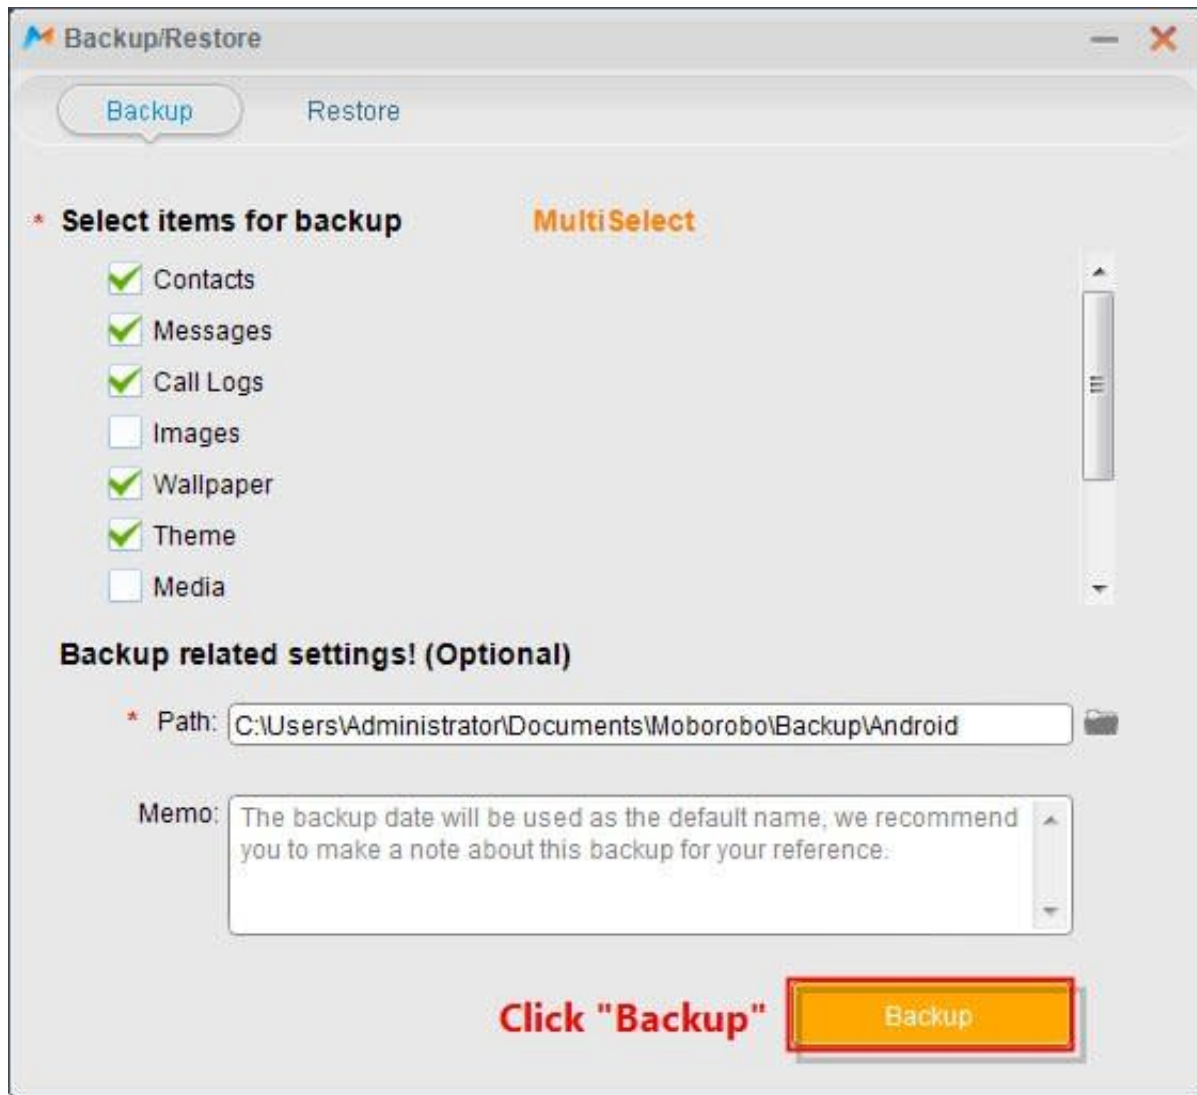 Backup/Restore
Backup Restore
* Select items for backup MultiSelect
Contacts
Messages
Call Logs
Images
Wallpaper
Theme
Media
Backup related settings! (Optional)
* Path: C:\Users\Administrator\Documents\Moborobo\Backup\Android
Memo: The backup date will be used as the default name, we recommend
you to make a note about this backup for your reference.
Click "Backup" Backup